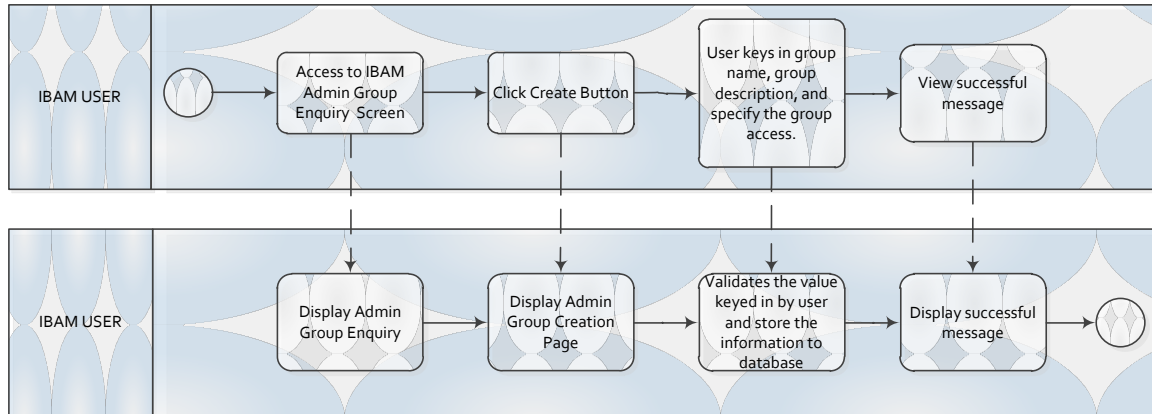 IBAM USER
Access to IBAM
Admin Group
Enquiry Screen
Click Create Button
User keys in group
name, group
description, and
specify the group
access.
View successful
message
IBAM USER
Display Admin
Group Enquiry
Display Admin
Group Creation
Page
Validates the value
keyed in by user
and store the
information to
database
Display successful
message